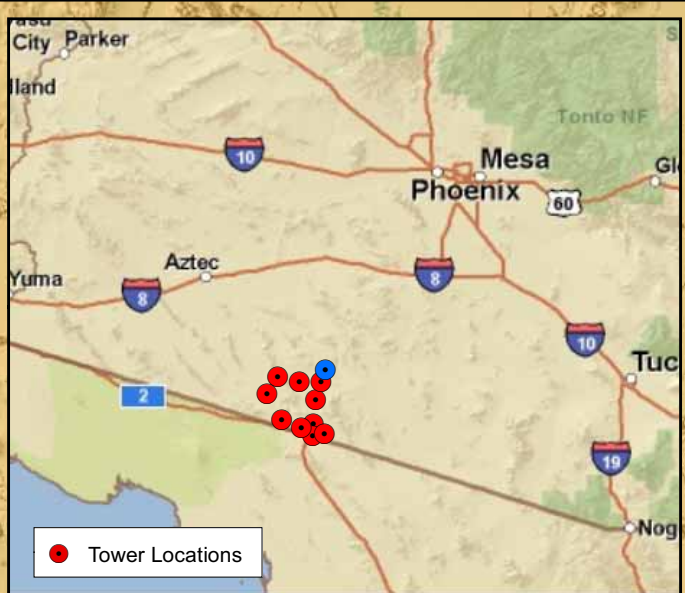 City
Parker
lland
Tonto NF
10
Mesa
Phoenix
60
Aztec
Yuma
8
8
10
Tuc
2
19
Nog
Tower Locations